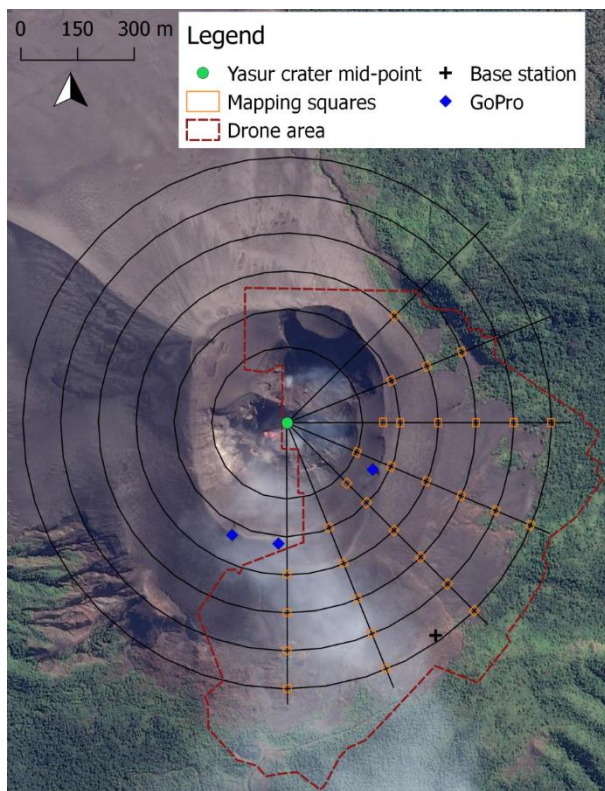 0 150 300 m
Legend
Yasur crater mid-point
Base station
Mapping squares
GoPro
Drone area